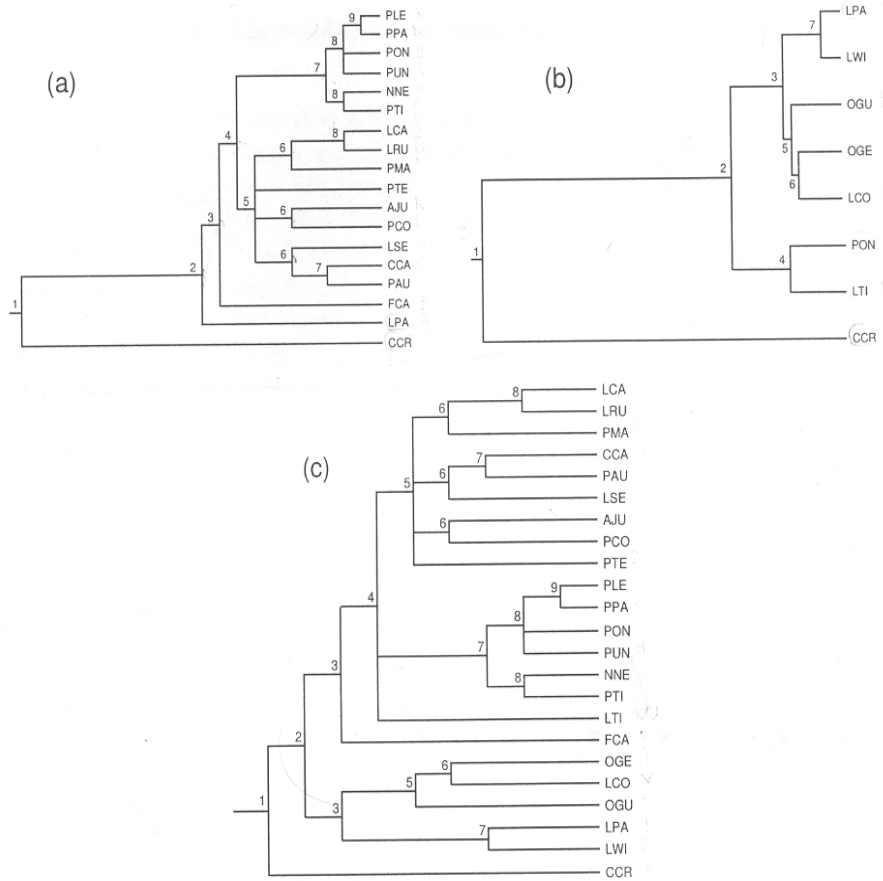 (a)
9 PLE
PPA
8 PON
PUN
7
8 NNE
PTI
4
8 LCA
LRU
6 PMA
PTE
5
6 AJU
PCO
3
6 LSE
7 CCA
PAU
2
FCA
1
LPA
CCR
(b)
LPA
7
LWI
3
OGU
5
OGE
6
LCO
2
PON
4
LTI
1
CCR
(c)
8 LCA
LRU
6
PMA
7 CCA
PAU
6
LSE
5
6 AJU
PCO
PTE
9 PLE
PPA
8
PON
PUN
7
8 NNE
PTI
4
LTI
3
FCA
2
6 OGE
LCO
5
OGU
3
7 LPA
LWI
1
CCR